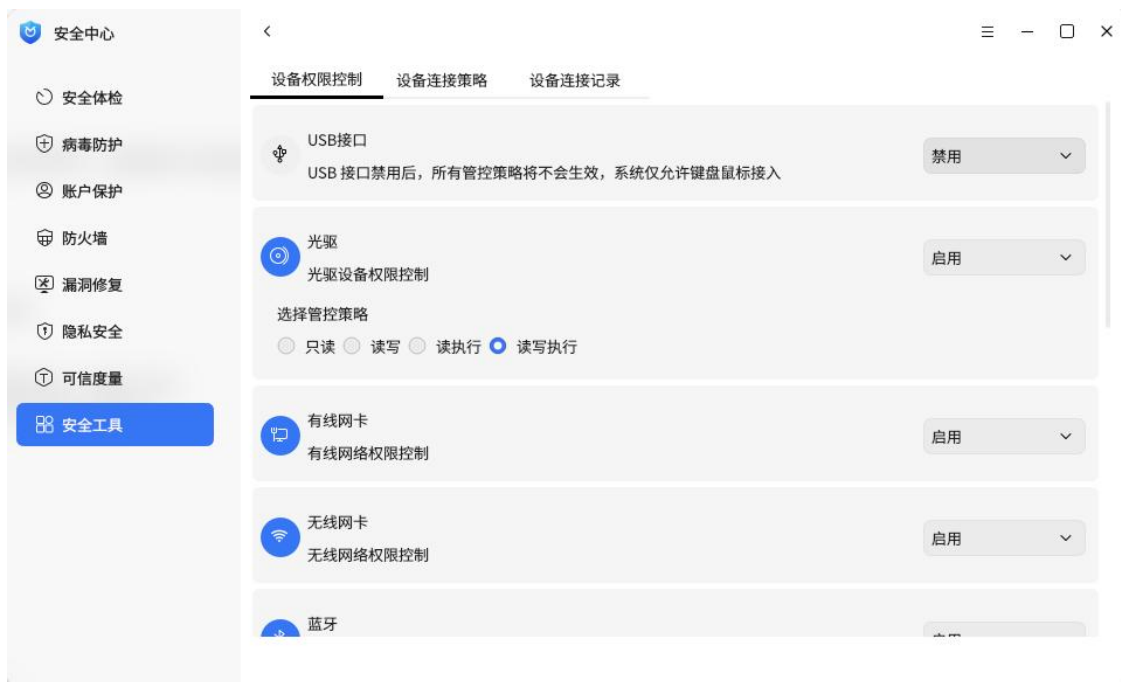 安全中心
安全体检
病毒防护
账户保护
防火墙
漏洞修复
隐私安全
可信度量
安全工具
设备权限控制 设备连接策略 设备连接记录
USB接口
USB 接口禁用后，所有管控策略将不会生效，系统仅允许键盘鼠标接入
禁用
光驱
光驱设备权限控制
启用
选择管控策略
只读 读写 读执行 读写执行
有线网卡
有线网络权限控制
启用
无线网卡
无线网络权限控制
启用
蓝牙